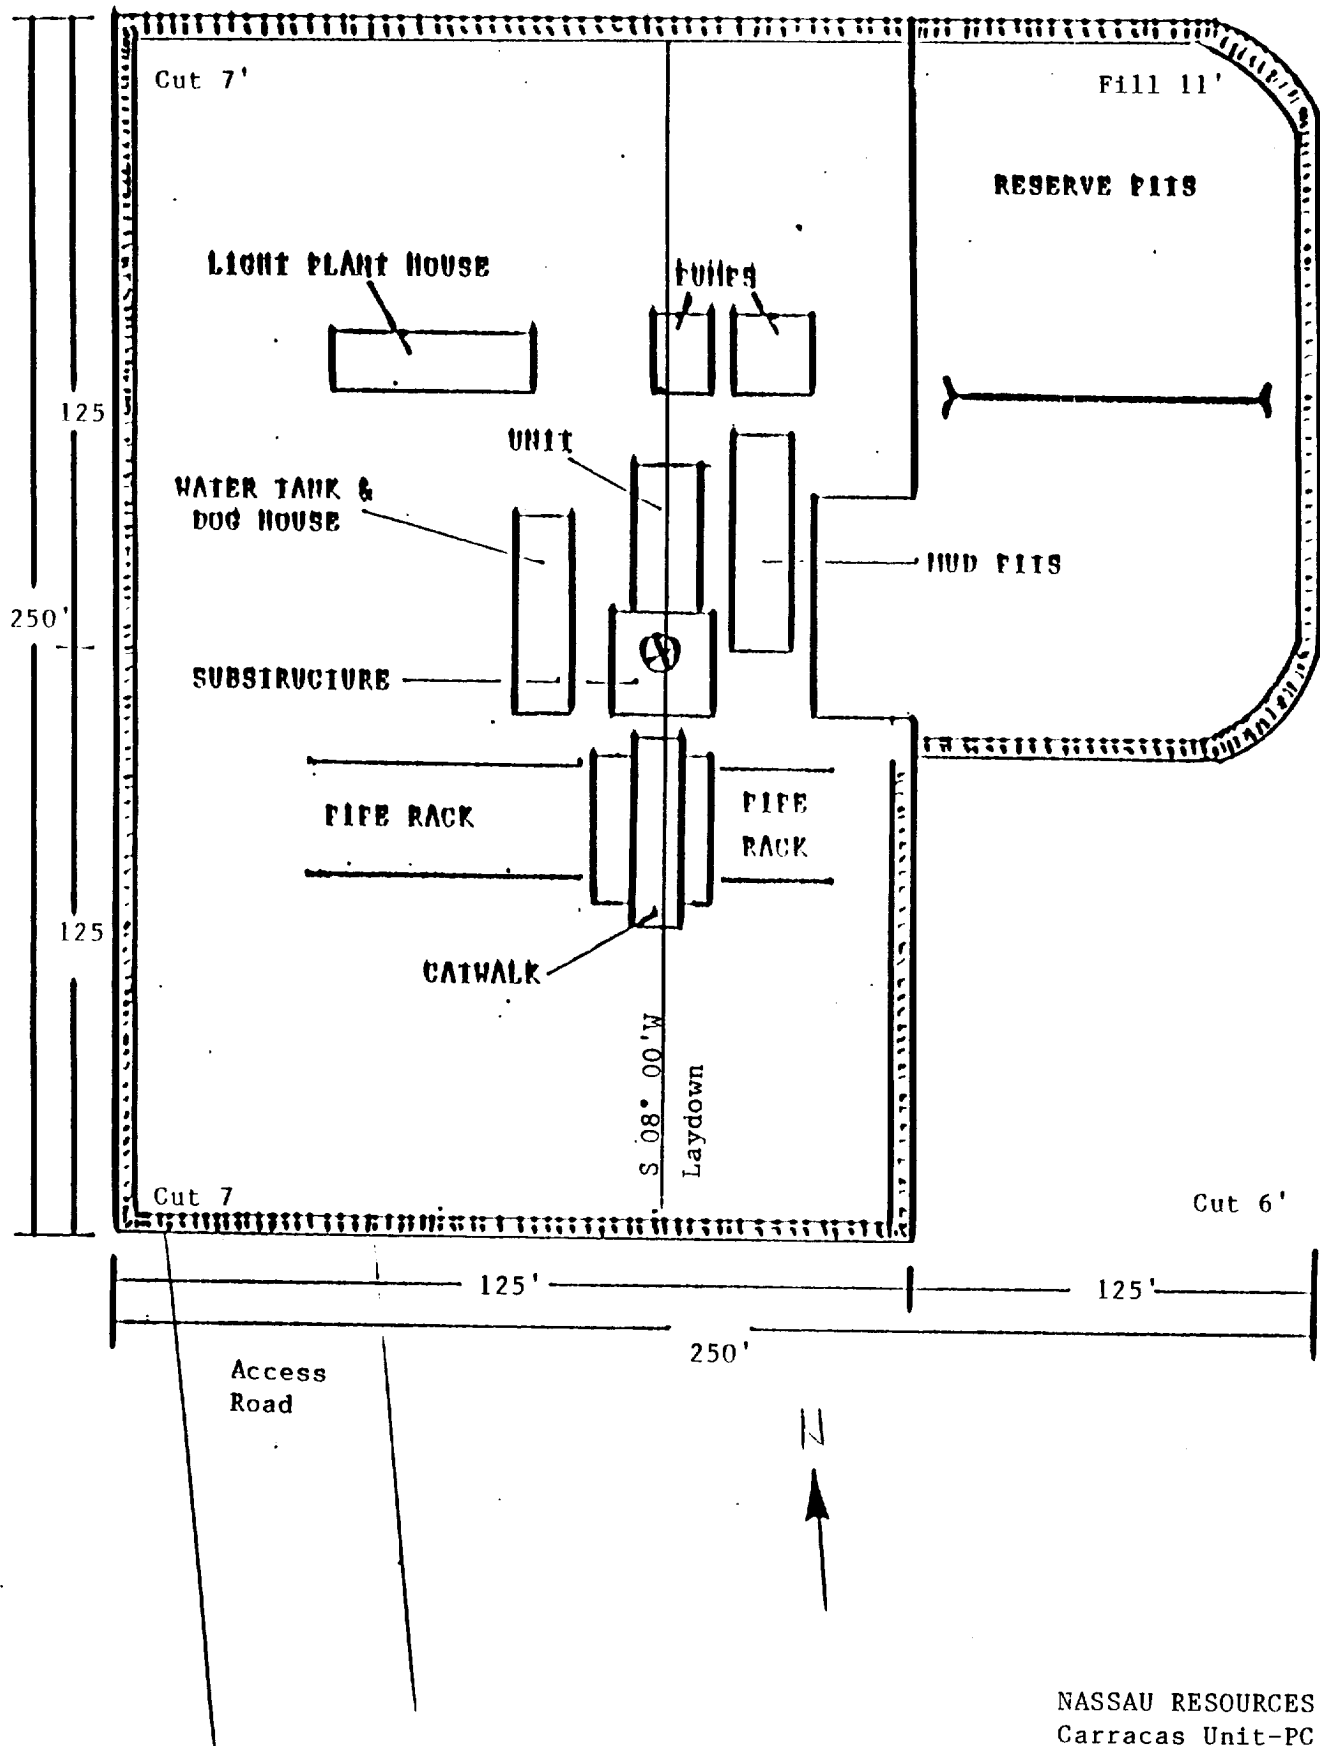 Cut 7'
Fill 11'
RESERVE PITS
LIGHT PLANT HOUSE
PUMPS
125
UNIT
WATER TANK &
DOG HOUSE
MUD PITS
250'
SUBSTRUCTURE
PIPE RACK
PIPE
RACK
125
CATWALK
S 08° 00'W
Laydown
Cut 7
Cut 6'
125'
125'
250'
Access
Road
N
NASSAU RESOURCES
Carracas Unit-PC